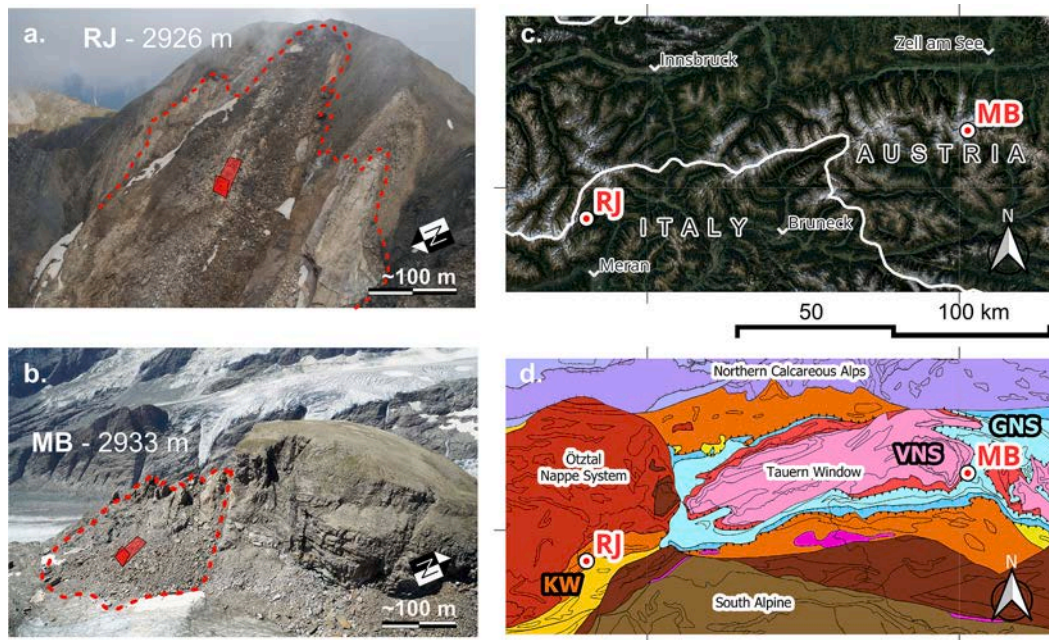 a.
RJ - 2926 m
N
~100 m
b.
MB - 2933 m
N
~100 m
c.
Innsbruck
Zell am See
MB
AUSTRIA
RJ
ITALY
Bruneck
Meran
N
50
100 km
d.
Northern Calcareous Alps
GNS
VNS
MB
Ötztal
Nappe System
Tauern Window
RJ
KW
South Alpine
N